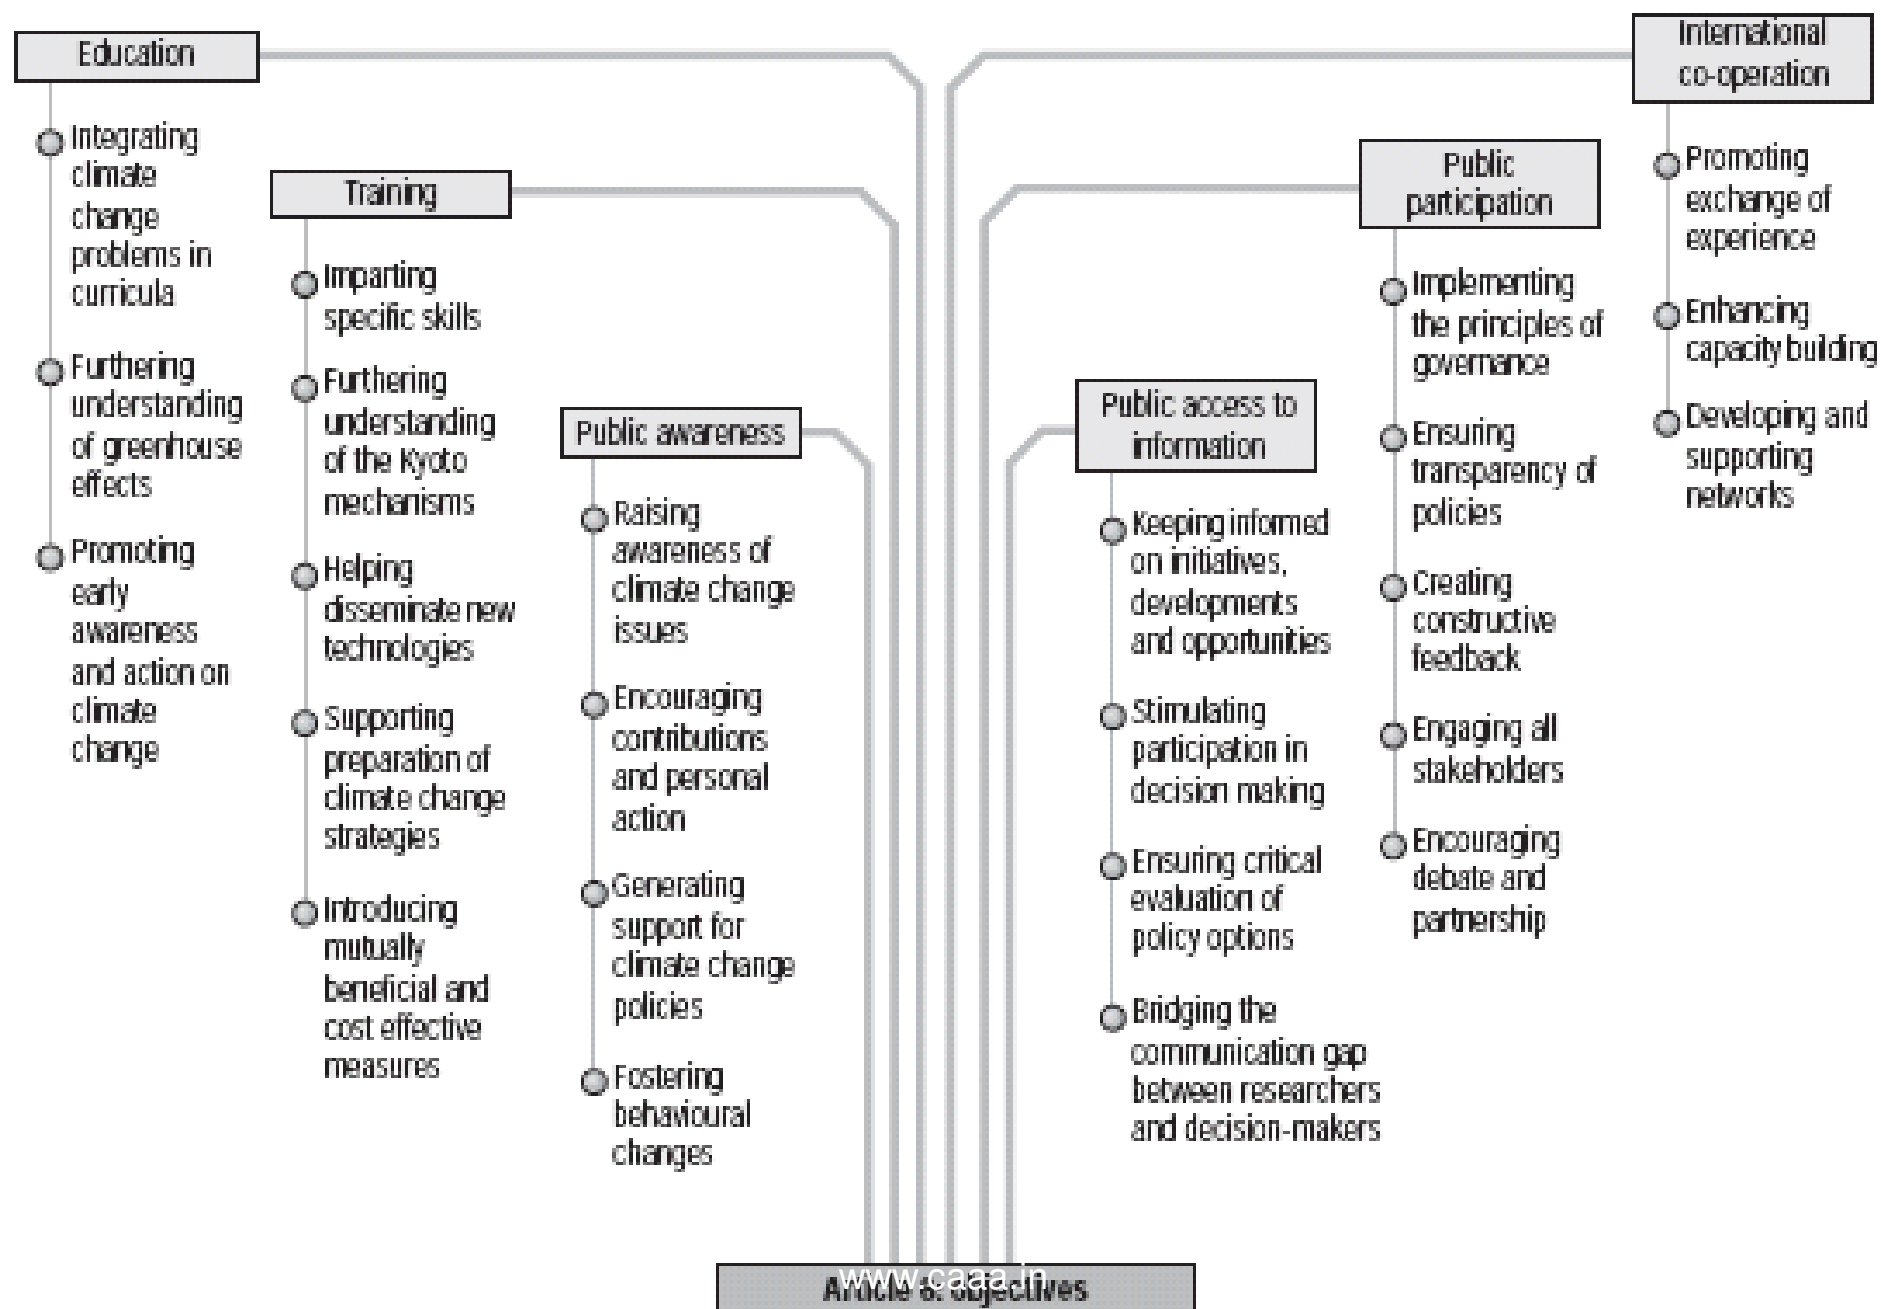 Education
Integrating
climate
change
problems in
curricula
Furthering
understanding
of greenhouse
effects
Promoting
early
awareness
and action on
climate
change
Training
Imparting
specific skills
Furthering
understanding
of the Kyoto
mechanisms
Helping
disseminate new
technologies
Supporting
preparation of
climate change
strategies
Introducing
mutually
beneficial and
cost effective
measures
Public awareness
Raising
awareness of
climate change
issues
Encouraging
contributions
and personal
action
Generating
support for
climate change
policies
Fostering
behavioural
changes
Public access to
information
Keeping informed
on initiatives,
developments
and opportunities
Stimulating
participation in
decision making
Ensuring critical
evaluation of
policy options
Bridging the
communication gap
between researchers
and decision-makers
Public
participation
Implementing
the principles of
governance
Ensuring
transparency of
policies
Creating
constructive
feedback
Engaging all
stakeholders
Encouraging
debate and
partnership
International
co-operation
Promoting
exchange of
experience
Enhancing
capacity building
Developing and
supporting
networks
Article 6: objectives
www.caaa.in